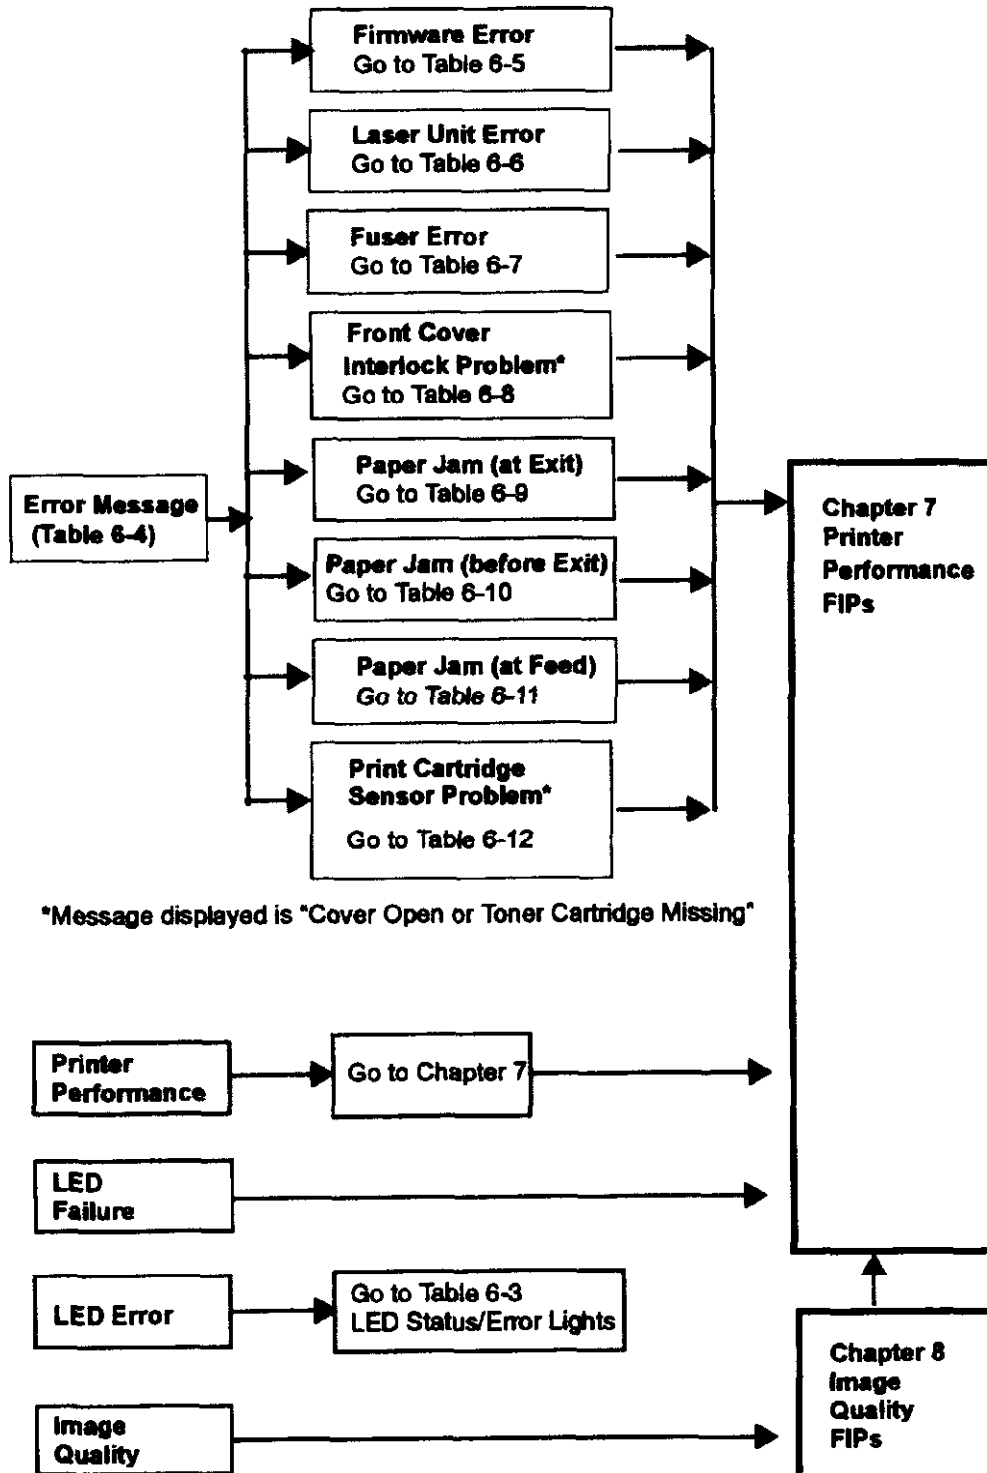 Firmware Error
Go to Table 6-5
Laser Unit Error
Go to Table 6-6
Fuser Error
Go to Table 6-7
Front Cover
Interlock Problem*
Go to Table 6-8
Paper Jam (at Exit)
Go to Table 6-9
Error Message
(Table 6-4)
Paper Jam (before Exit)
Go to Table 6-10
Paper Jam (at Feed)
Go to Table 6-11
Print Cartridge
Sensor Problem*
Go to Table 6-12
Chapter 7
Printer
Performance
FIPs
*Message displayed is "Cover Open or Toner Cartridge Missing"
Printer
Performance
Go to Chapter 7
LED
Failure
LED Error
Go to Table 6-3
LED Status/Error Lights
Image
Quality
Chapter 8
Image
Quality
FIPs